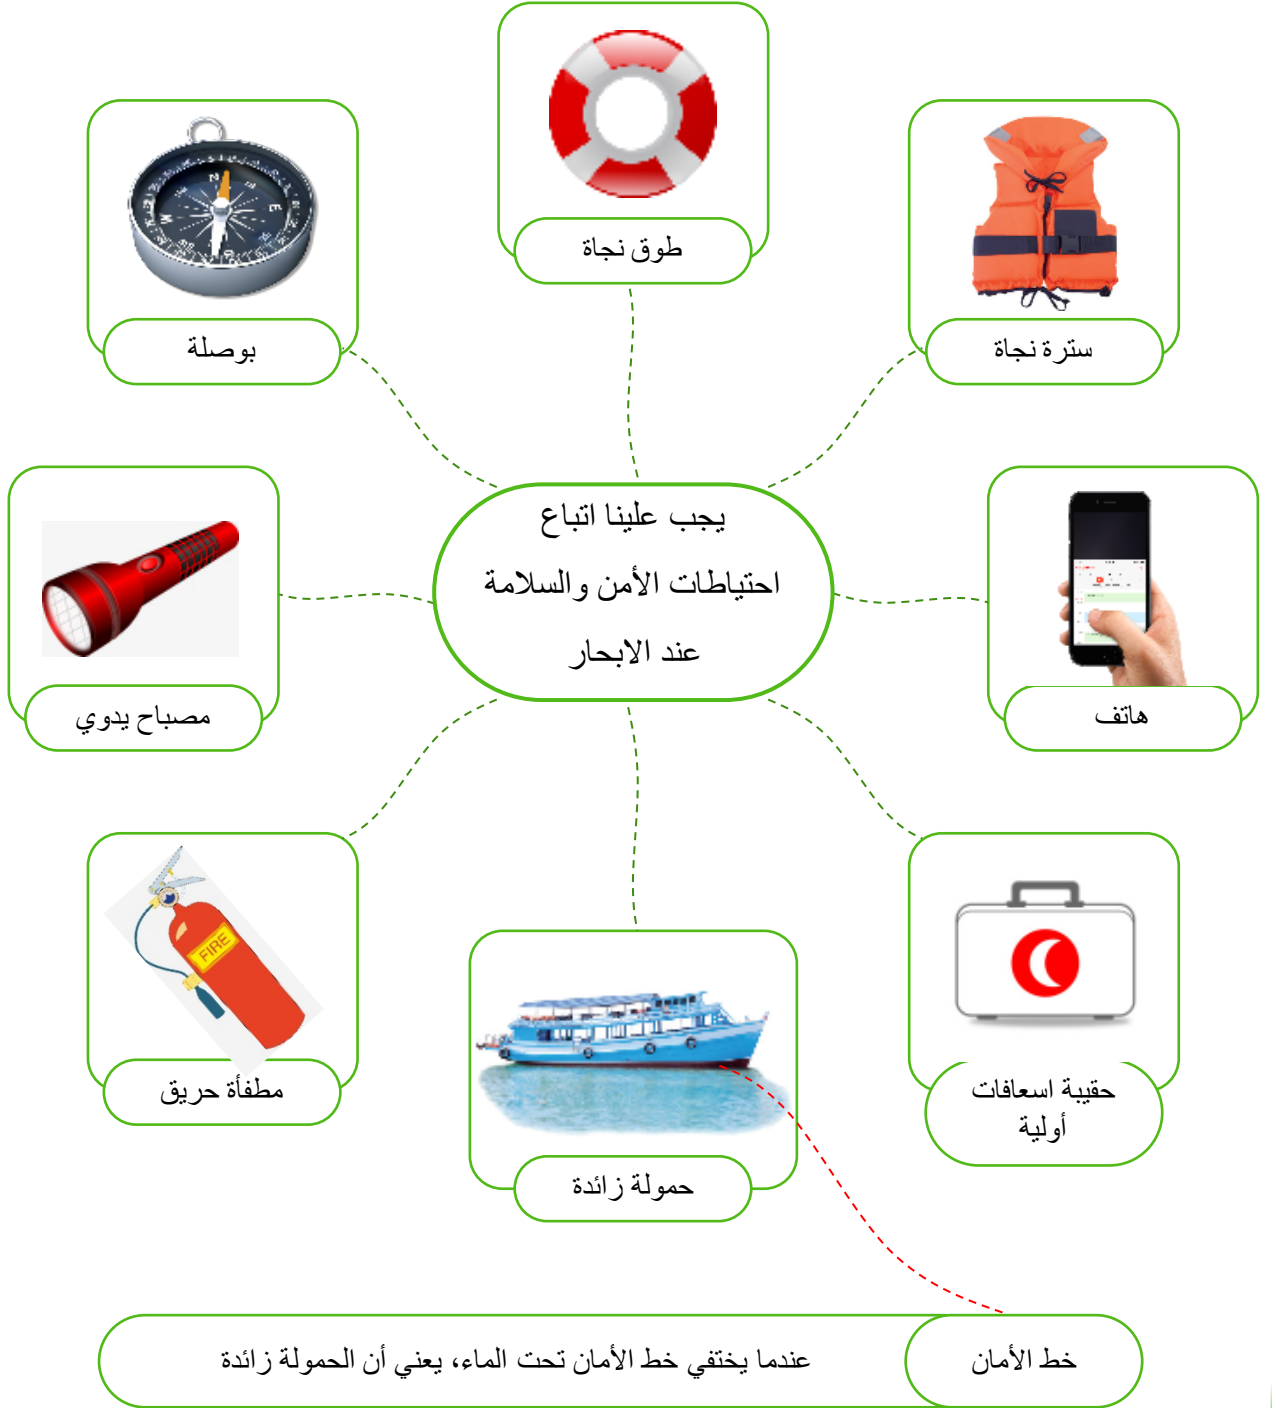 طوق نجاة
سترة نجاة
بوصلة
يجب علينا اتباع
احتياطات الأمن والسلامة
عند الابحار
هاتف
مصباح يدوي
FIRE
حقيبة اسعافات
أولية
مطفأة حريق
حمولة زائدة
خط الأمان
عندما يختفي خط الأمان تحت الماء، يعني أن الحمولة زائدة